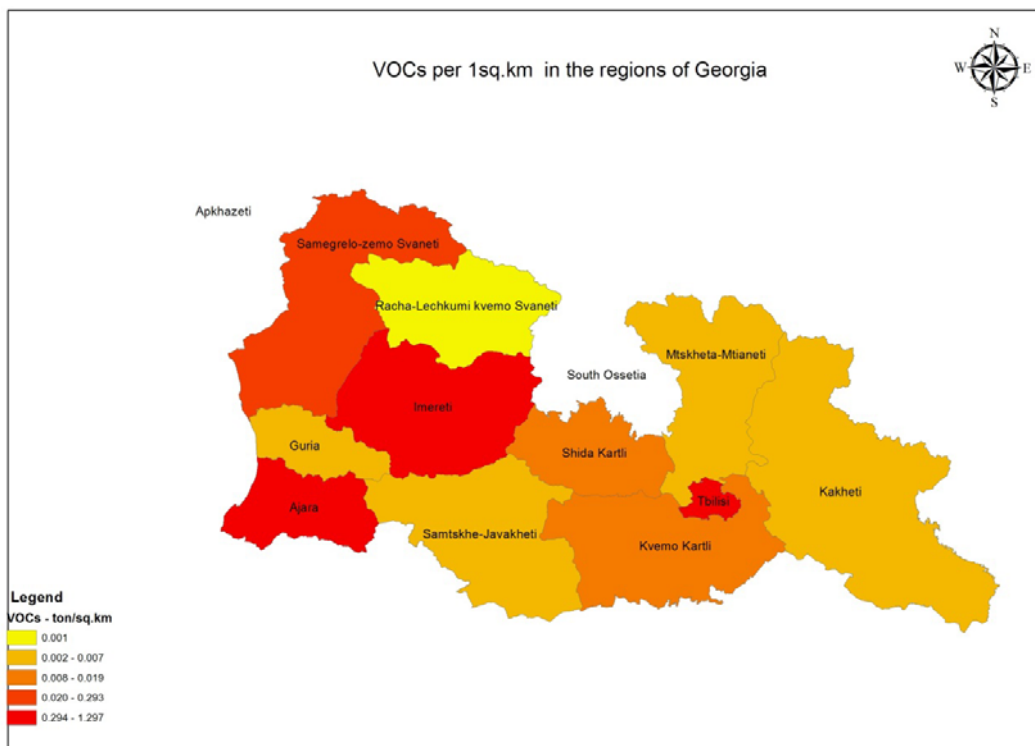 VOCs per 1sq.km in the regions of Georgia
N
W E
S
Apkhazeti
Samegrelo-zemo Svaneti
Racha-Lechkumi kvemo Svaneti
Mtskheta-Mtianeti
South Ossetia
Imereti
Guria
Shida Kartli
Kakheti
Ajara
Tbilisi
Samtskhe-Javakheti
Kvemo Kartli
Legend
VOCs - ton/sq.km
0.001
0.002 - 0.007
0.008 - 0.019
0.020 - 0.293
0.294 - 1.297